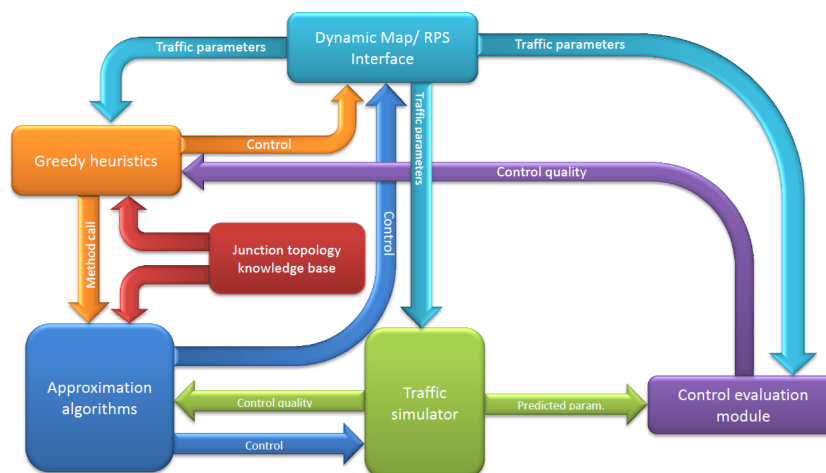 Dynamic Map/ RPS
Interface
Traffic parameters
Traffic parameters
Traffic parameters
Control
Greedy heuristics
Control quality
Method call
Junction topology
knowledge base
Control
Approximation
algorithms
Control quality
Control
Traffic
simulator
Predicted param.
Control evaluation
module